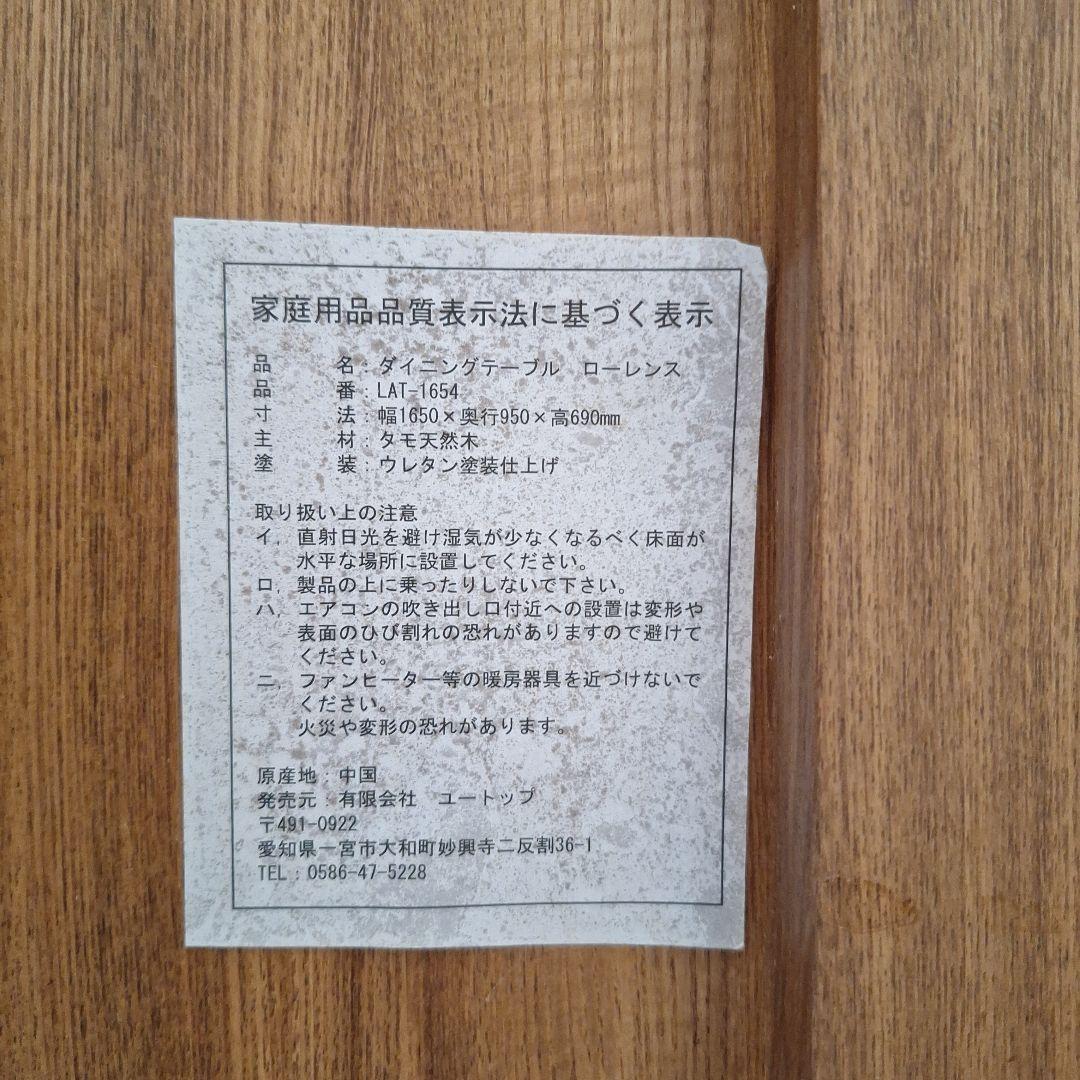 家庭用品品質表示法に基づく表示
品　　　名：ダイニングテーブル　ローレンス
品　　　番：LAT-1654
寸　　　法：幅1650×奥行950×高690mm
主　　　材：タモ天然木
塗　　　装：ウレタン塗装仕上げ
取り扱い上の注意
イ，直射日光を避け湿気が少なくなるべく床面が
水平な場所に設置してください。
ロ，製品の上に乗ったりしないで下さい。
ハ，エアコンの吹き出し口付近への設置は変形や
表面のひび割れの恐れがありますので避けて
ください。
ニ，ファンヒーター等の暖房器具を近づけないで
ください。
火災や変形の恐れがあります。
原産地：中国
発売元：有限会社　ユートップ
〒491-0922
愛知県一宮市大和町妙興寺二反割36-1
TEL：0586-47-5228